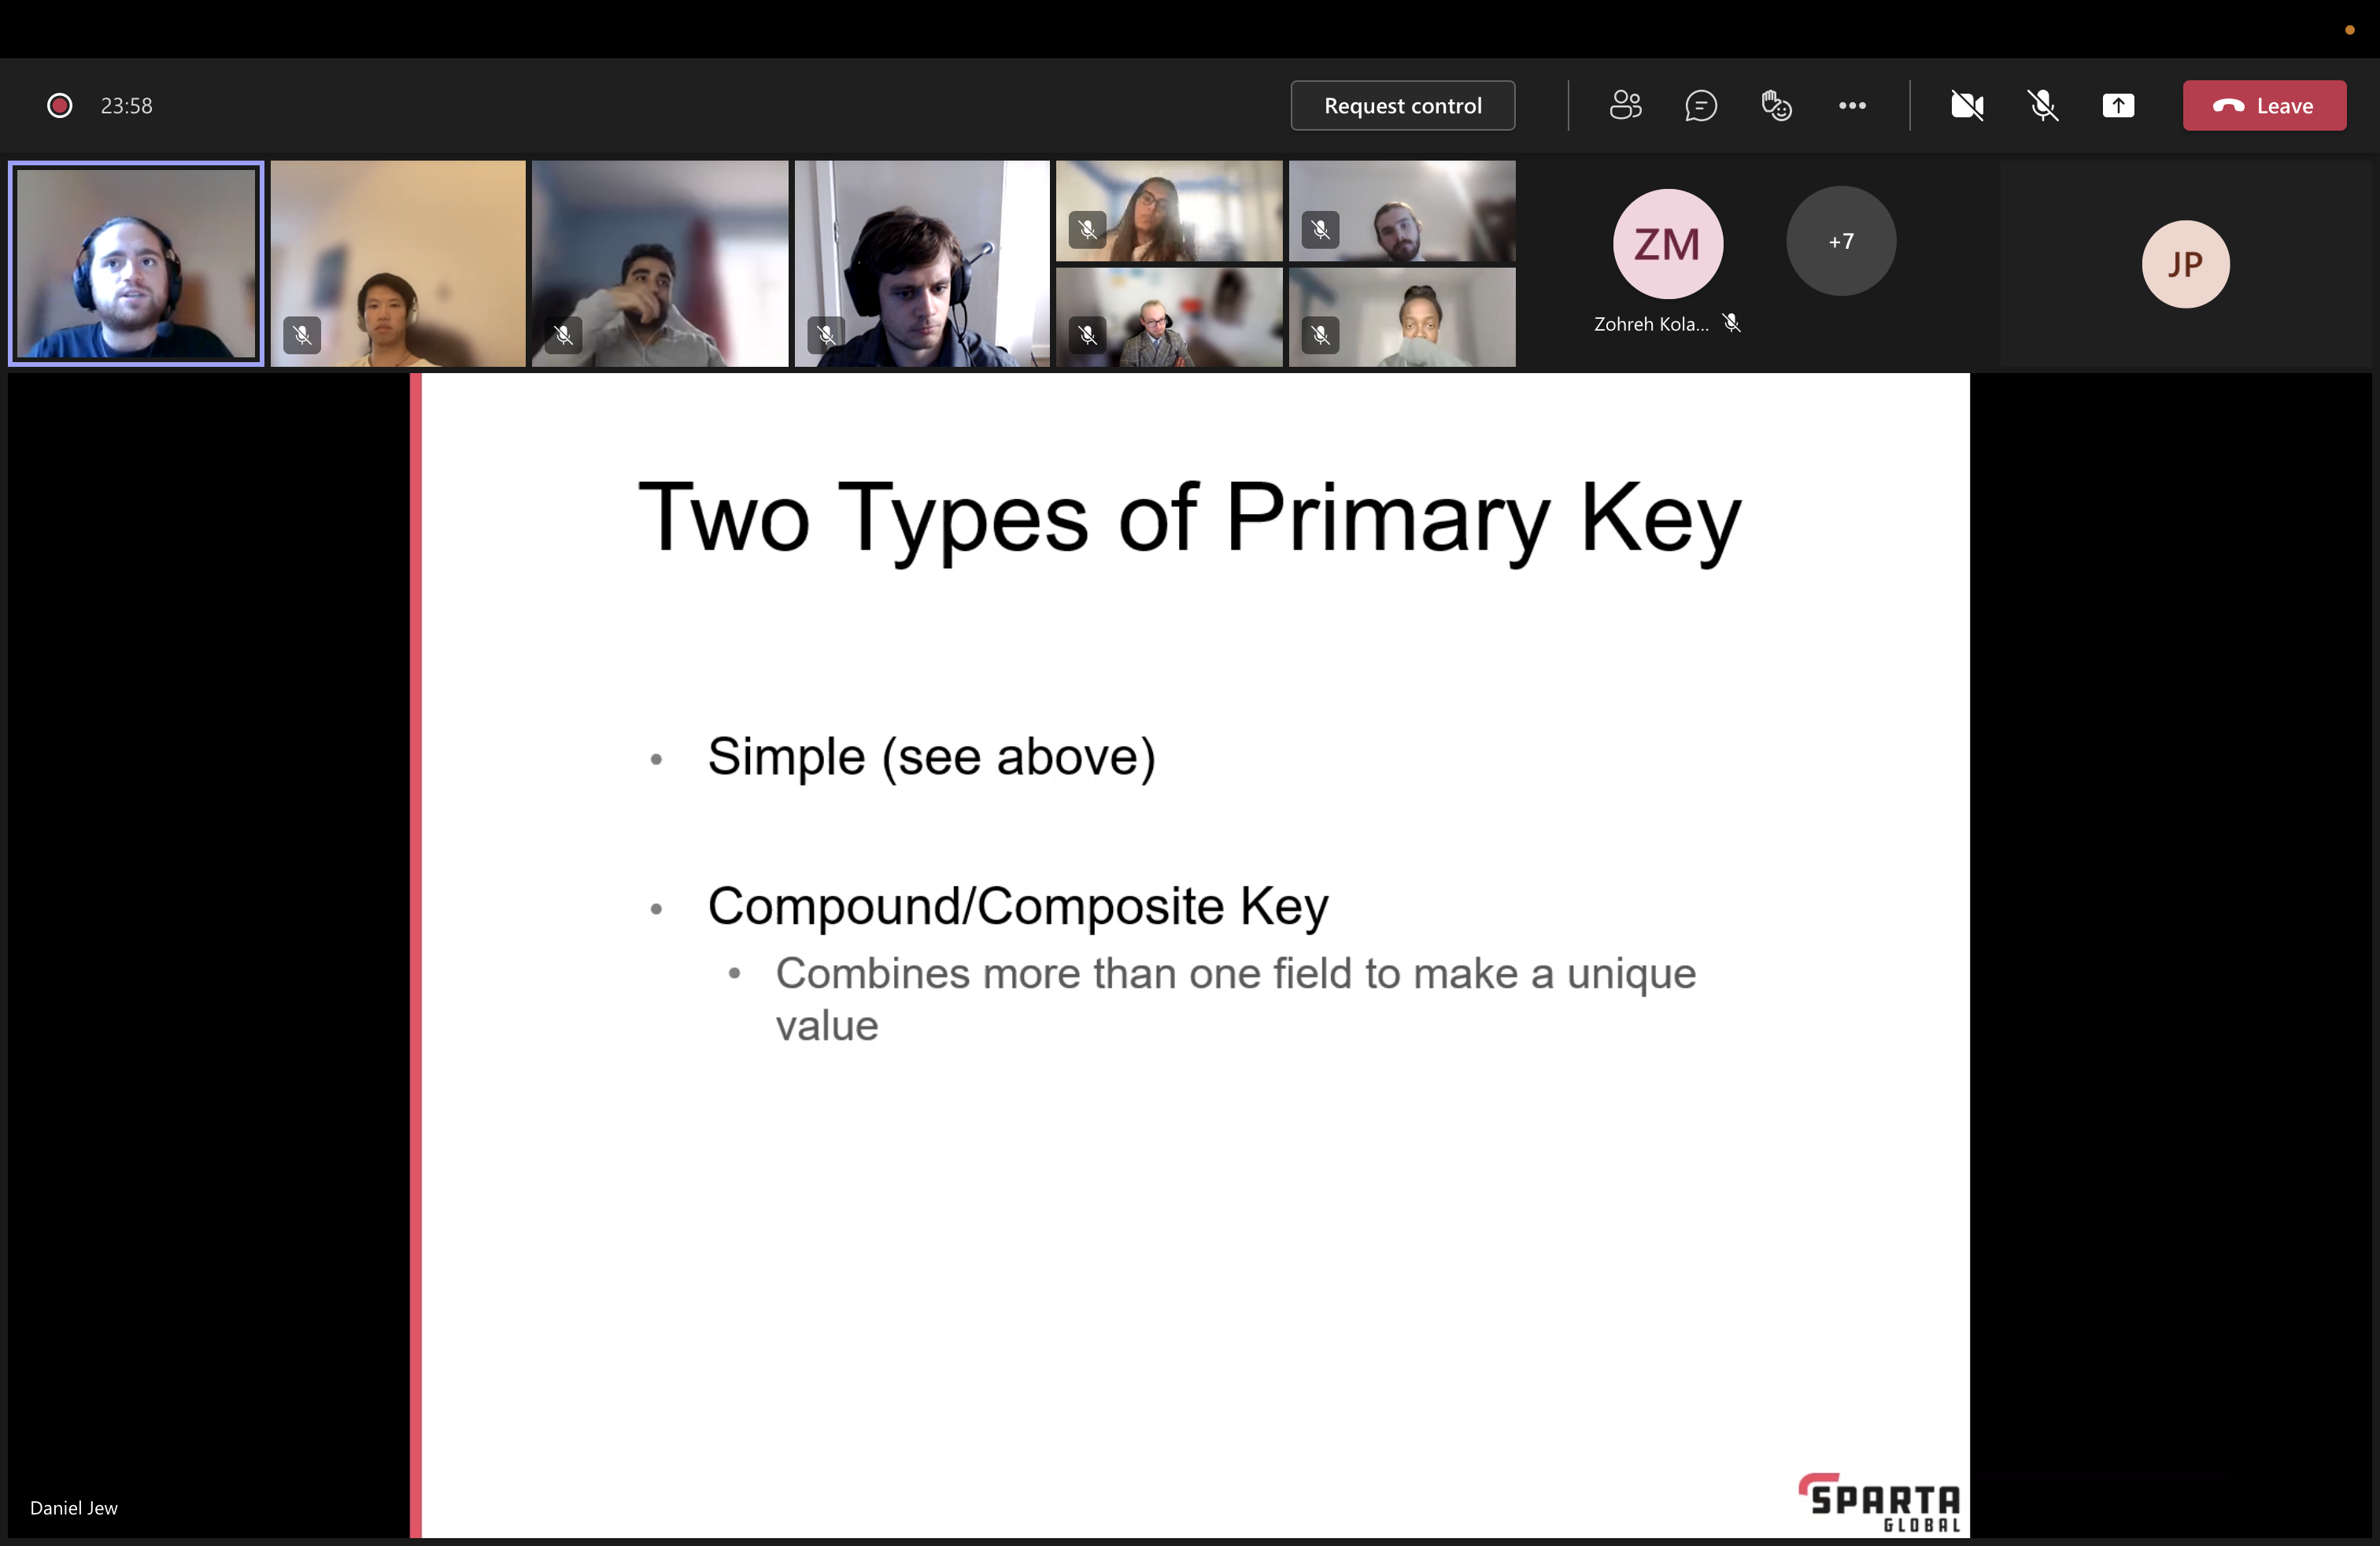 23:58
Request control
Leave
ZM
+7
JP
Zohreh Kola...
Two Types of Primary Key
• Simple (see above)
• Compound/Composite Key
• Combines more than one field to make a unique
value
Daniel Jew
SPARTA
GLOBAL